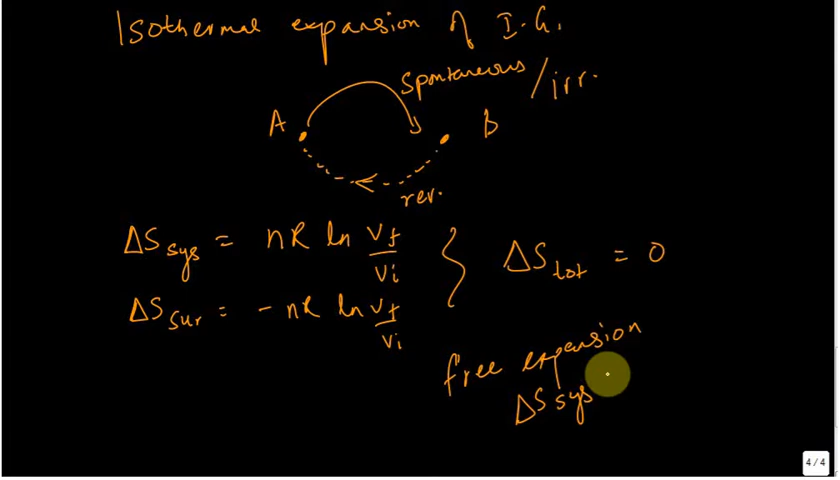 Isothermal expansion of I.G.
spontaneous / irr.
A
B
rev.
ΔS sys = nR ln Vf/Vi } ΔS tot = 0
ΔS sur = - nR ln Vf/Vi
free expansion
ΔS sys
4 / 4